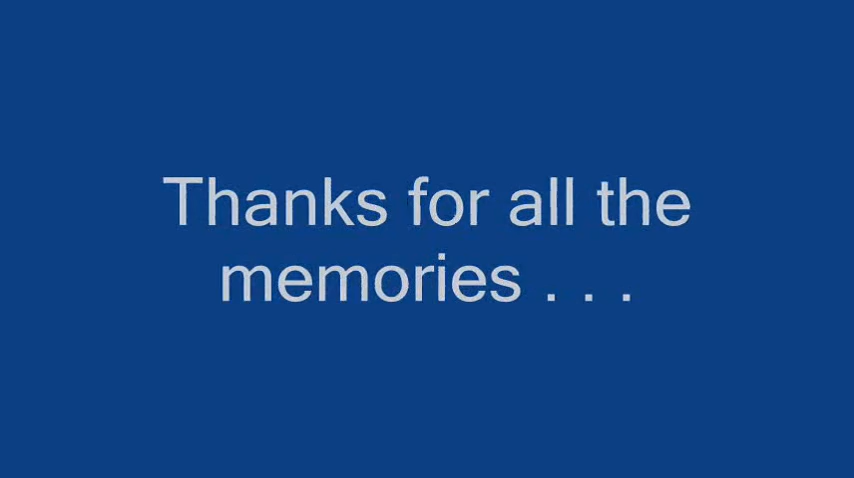 Thanks for all the
memories . . .